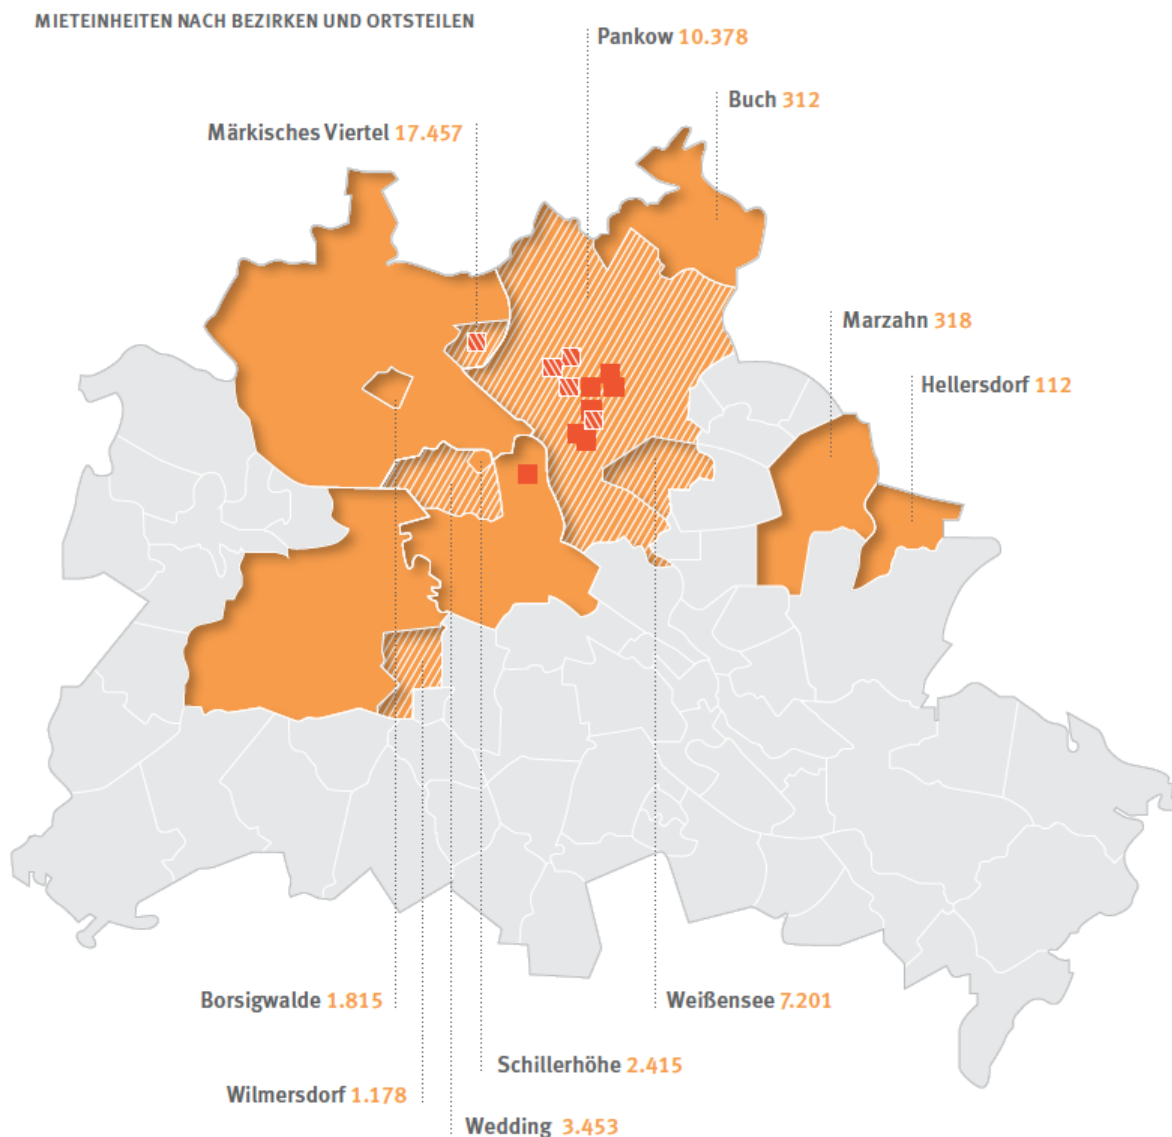 MIETEINHEITEN NACH BEZIRKEN UND ORTSTEILEN
Pankow 10.378
Buch 312
Märkisches Viertel 17.457
Marzahn 318
Hellersdorf 112
Borsigwalde 1.815
Weißensee 7.201
Schillerhöhe 2.415
Wilmersdorf 1.178
Wedding 3.453